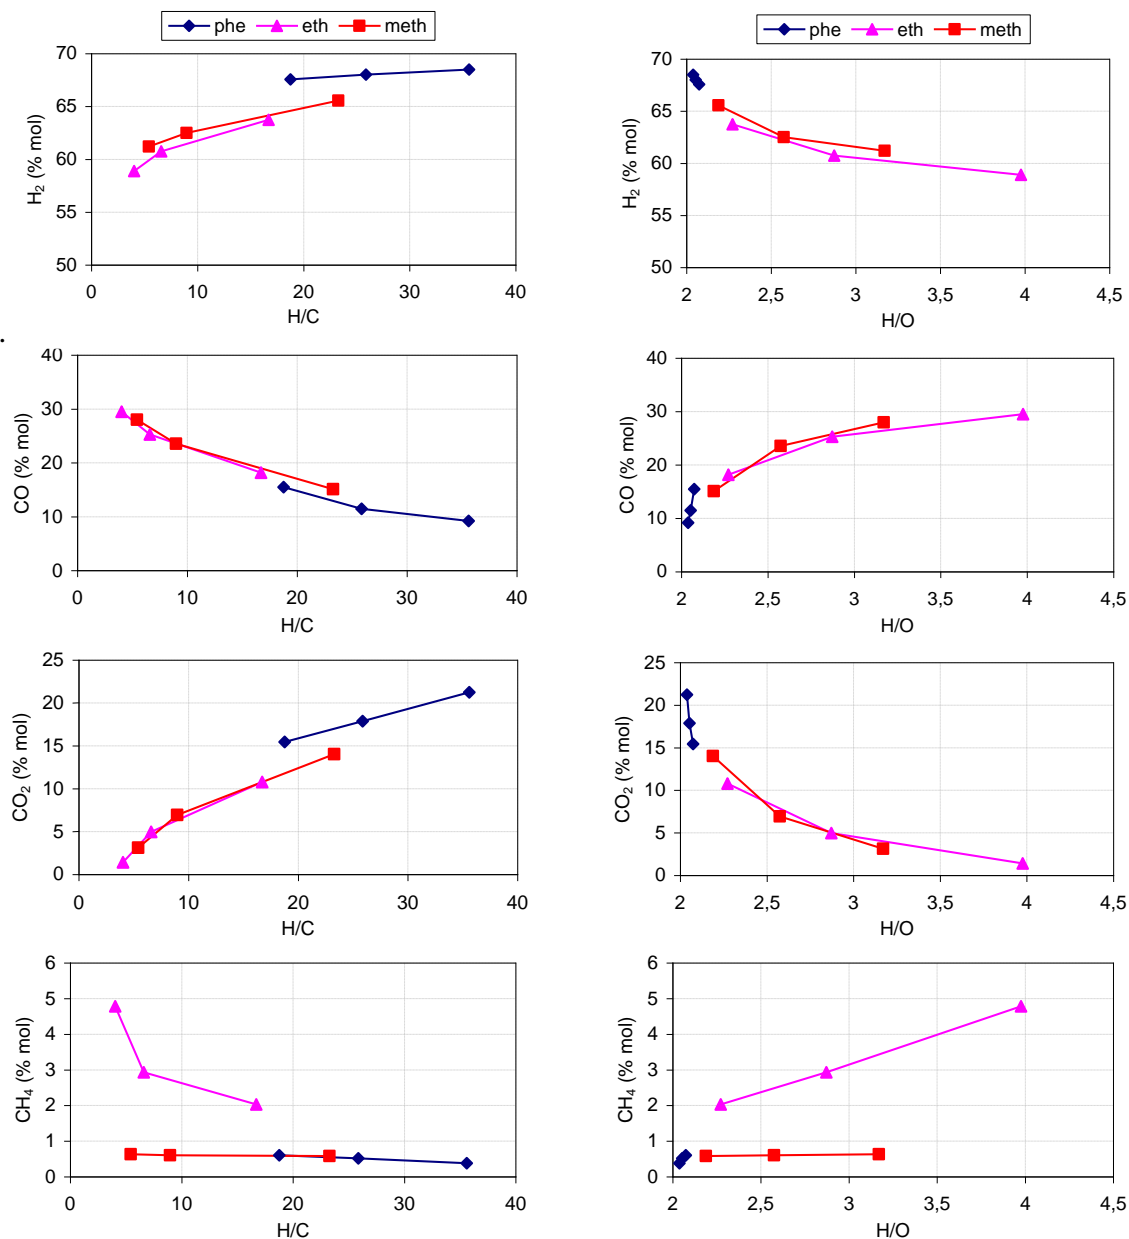 phe eth meth
70
65
60
55
50
H₂ (% mol)
0 10 20 30 40
H/C
phe eth meth
70
65
60
55
50
H₂ (% mol)
2 2,5 3 3,5 4 4,5
H/O
.
40
30
20
10
0
CO (% mol)
0 10 20 30 40
H/C
40
30
20
10
0
CO (% mol)
2 2,5 3 3,5 4 4,5
H/O
25
20
15
10
5
0
CO₂ (% mol)
0 10 20 30 40
H/C
25
20
15
10
5
0
CO₂ (% mol)
2 2,5 3 3,5 4 4,5
H/O
6
5
4
3
2
1
0
CH₄ (% mol)
0 10 20 30 40
H/C
6
5
4
3
2
1
0
CH₄ (% mol)
2 2,5 3 3,5 4 4,5
H/O